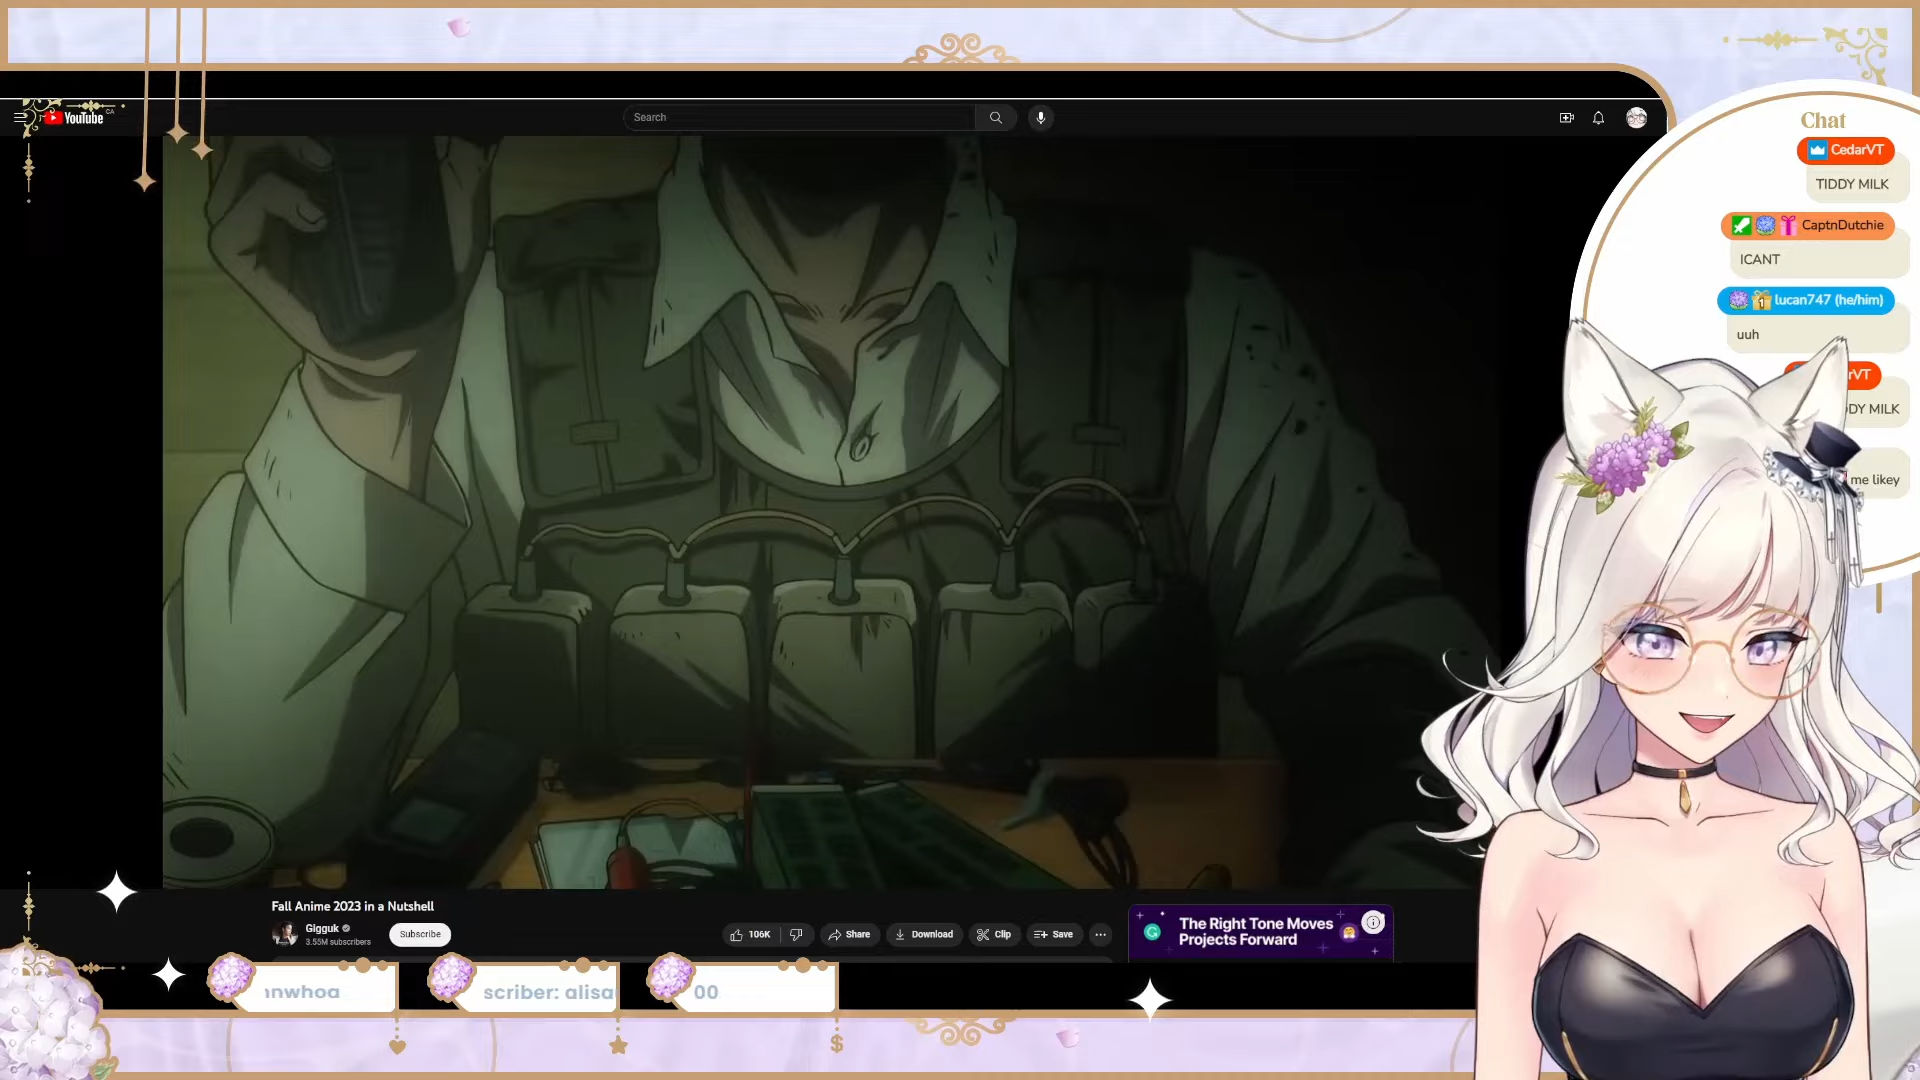 YouTube
CA
Search
Chat
CedarVT
TIDDY MILK
CaptnDutchie
ICANT
lucan747 (he/him)
uuh
rVT
DY MILK
me likey
Fall Anime 2023 in a Nutshell
Gigguk
3.55M subscribers
Subscribe
106K
Share
Download
Clip
Save
The Right Tone Moves
Projects Forward
nwhoa
scriber: alisa
00
$